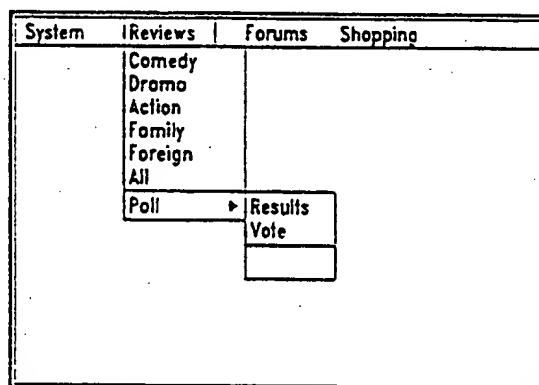 System Reviews Forums Shopping
Comedy
Drama
Action
Family
Foreign
All
Poll Results
Vote